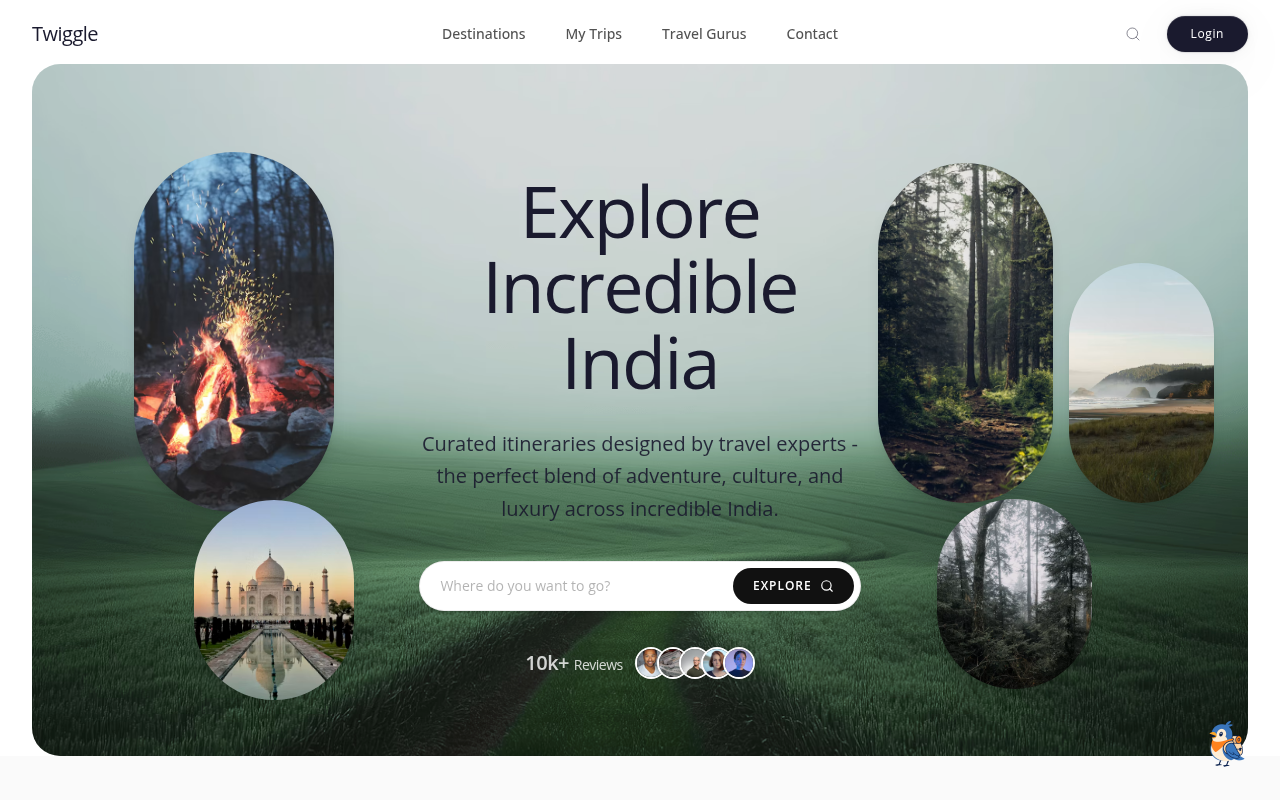 Twiggle
Destinations
My Trips
Travel Gurus
Contact
Login
Explore
Incredible
India
Curated itineraries designed by travel experts -
the perfect blend of adventure, culture, and
luxury across incredible India.
Where do you want to go?
EXPLORE
10k+ Reviews